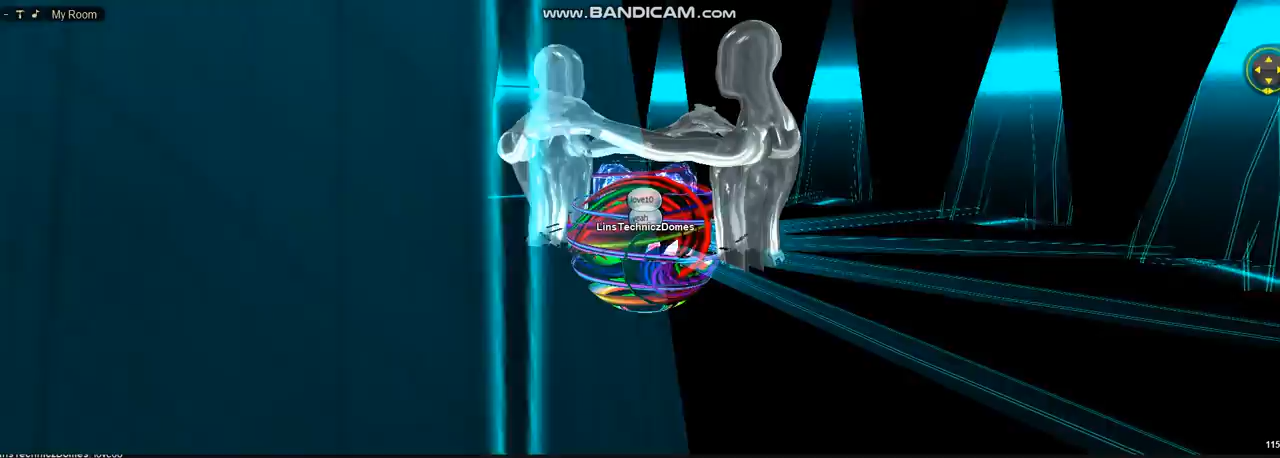 www.BANDICAM.com
- T My Room
love10
yeah
LinsTechniczDomes
115